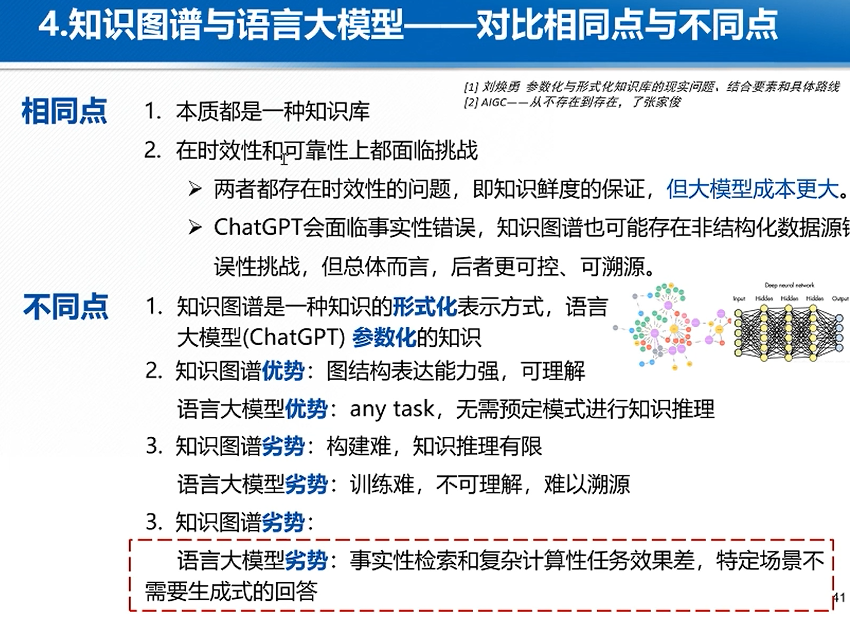 4.知识图谱与语言大模型——对比相同点与不同点
[1] 刘焕勇 参数化与形式化知识库的现实问题、结合要素和具体路线
[2] AIGC——从不存在到存在，了张家俊
相同点
1. 本质都是一种知识库
2. 在时效性和可靠性上都面临挑战
➢ 两者都存在时效性的问题，即知识鲜度的保证，但大模型成本更大。
➢ ChatGPT会面临事实性错误，知识图谱也可能存在非结构化数据源错
误性挑战，但总体而言，后者更可控、可溯源。
不同点
1. 知识图谱是一种知识的形式化表示方式，语言
大模型(ChatGPT) 参数化的知识
Deep neural network
Input Hidden Hidden Hidden Output
2. 知识图谱优势：图结构表达能力强，可理解
语言大模型优势：any task，无需预定模式进行知识推理
3. 知识图谱劣势：构建难，知识推理有限
语言大模型劣势：训练难，不可理解，难以溯源
3. 知识图谱劣势：
语言大模型劣势：事实性检索和复杂计算性任务效果差，特定场景不
需要生成式的回答
41